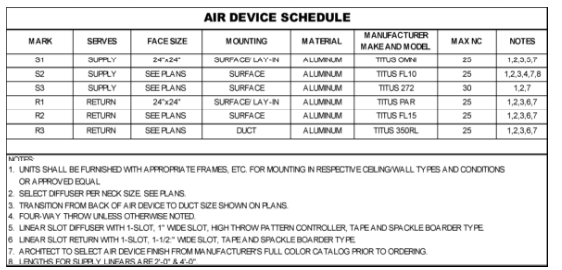 AIR DEVICE SCHEDULE
MARK SERVES FACE SIZE MOUNTING MATERIAL MANUFACTURER MAKE AND MODEL MAX NC NOTES
S1 SUPPLY 24"x24" SURFACE/ LAY-IN ALUMINUM TITUS OMNI 25 1,2,3,5,7
S2 SUPPLY SEE PLANS SURFACE ALUMINUM TITUS FL10 25 1,2,3,4,7,8
S3 SUPPLY SEE PLANS SURFACE ALUMINUM TITUS 272 30 1,2,7
R1 RETURN 24"x24" SURFACE/ LAY-IN ALUMINUM TITUS PAR 25 1,2,3,6,7
R2 RETURN SEE PLANS SURFACE ALUMINUM TITUS FL15 25 1,2,3,6,7
R3 RETURN SEE PLANS DUCT ALUMINUM TITUS 350RL 25 1,2,3,6,7
NOTES:
1. UNITS SHALL BE FURNISHED WITH APPROPRIATE FRAMES, ETC. FOR MOUNTING IN RESPECTIVE CEILING/WALL TYPES AND CONDITIONS
OR APPROVED EQUAL
2. SELECT DIFFUSER PER NECK SIZE. SEE PLANS.
3. TRANSITION FROM BACK OF AIR DEVICE TO DUCT SIZE SHOWN ON PLANS.
4. FOUR-WAY THROW UNLESS OTHERWISE NOTED.
5. LINEAR SLOT DIFFUSER WITH 1-SLOT, 1" WIDE SLOT, HIGH THROW PATTERN CONTROLLER, TAPE AND SPACKLE BOARDER TYPE.
6 LINEAR SLOT RETURN WITH 1-SLOT, 1-1/2:" WIDE SLOT, TAPE AND SPACKLE BOARDER TYPE.
7. ARCHITECT TO SELECT AIR DEVICE FINISH FROM MANUFACTURER'S FULL COLOR CATALOG PRIOR TO ORDERING.
8. LENGTHS FOR SUPPLY LINEARS ARE 2'-0" & 4'-0".